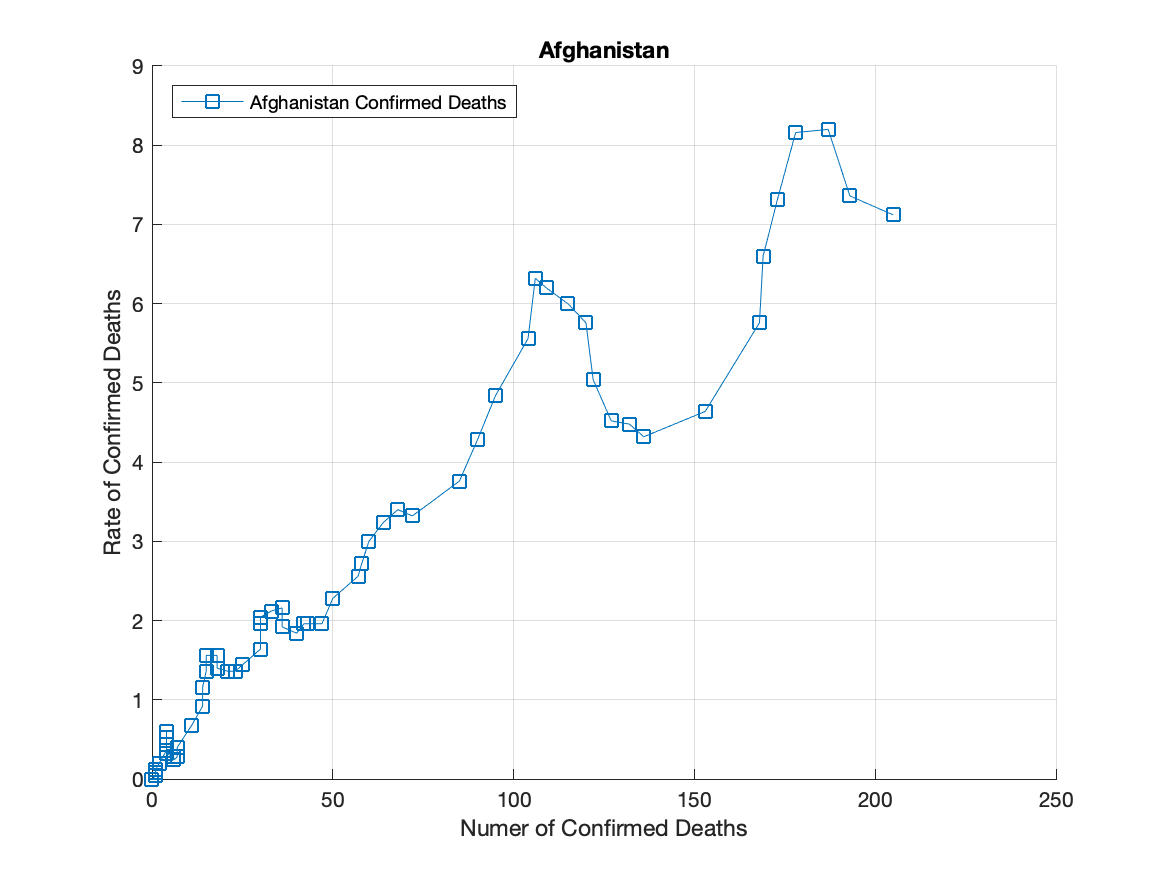 Afghanistan
Afghanistan Confirmed Deaths
9
8
7
6
5
4
3
2
1
0
Rate of Confirmed Deaths
0 50 100 150 200 250
Numer of Confirmed Deaths